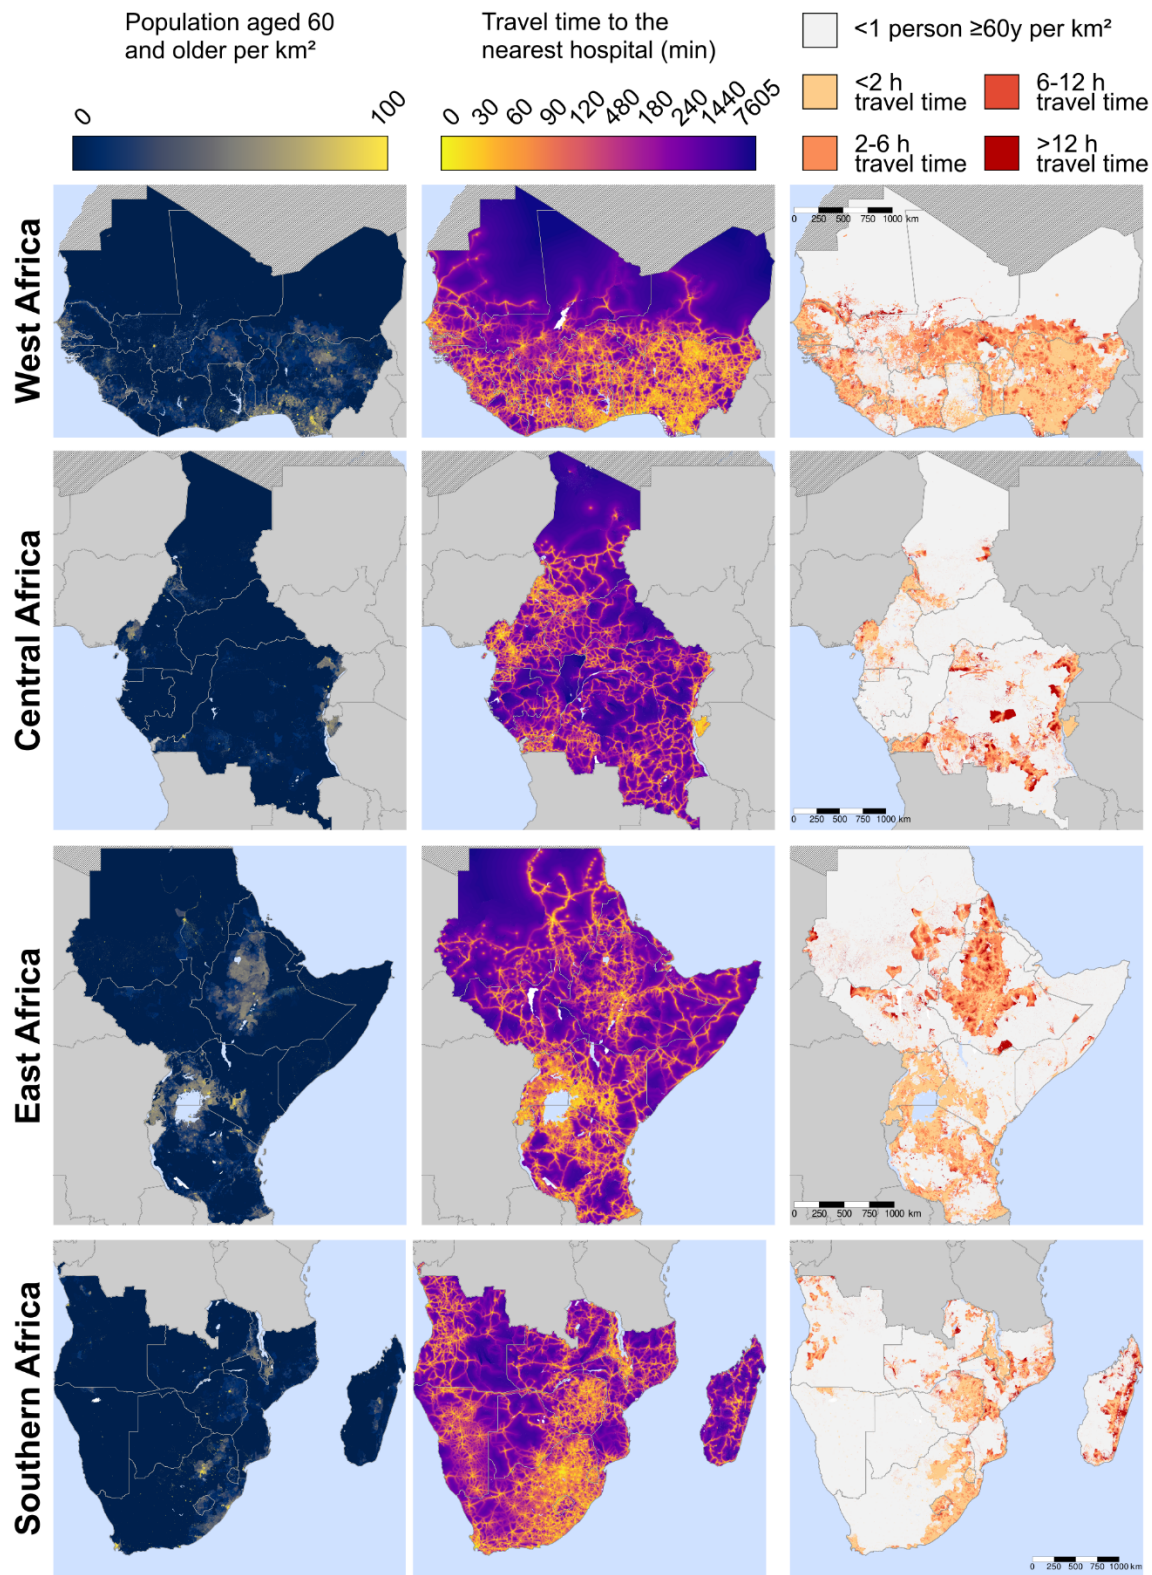 Population aged 60
and older per km²
0
100
Travel time to the
nearest hospital (min)
0
30
60
90
120
480
180
240
1440
7605
<1 person ≥60y per km²
<2 h
travel time
6-12 h
travel time
2-6 h
travel time
>12 h
travel time
West Africa
0 250 500 750 1000 km
Central Africa
0 250 500 750 1000 km
East Africa
0 250 500 750 1000 km
Southern Africa
0 250 500 750 1000 km